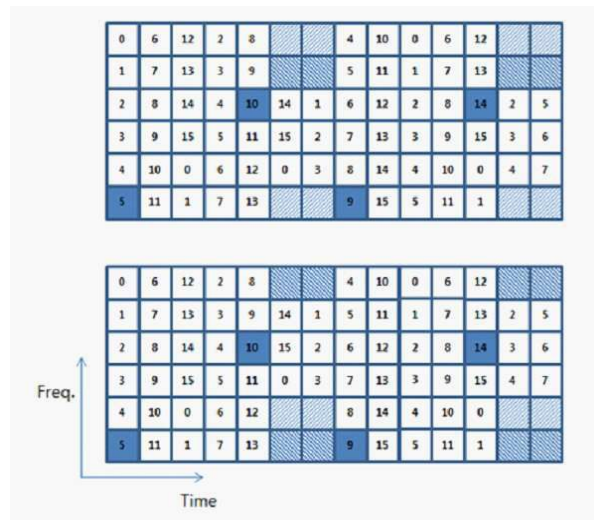 0 6 12 2 8 4 10 0 6 12
1 7 13 3 9 5 11 1 7 13
2 8 14 4 10 14 1 6 12 2 8 14 2 5
3 9 15 5 11 15 2 7 13 3 9 15 3 6
4 10 0 6 12 0 3 8 14 4 10 0 4 7
5 11 1 7 13 9 15 5 11 1
0 6 12 2 8 4 10 0 6 12
1 7 13 3 9 14 1 5 11 1 7 13 2 5
2 8 14 4 10 15 2 6 12 2 8 14 3 6
3 9 15 5 11 0 3 7 13 3 9 15 4 7
4 10 0 6 12 8 14 4 10 0
5 11 1 7 13 9 15 5 11 1
Freq.
Time